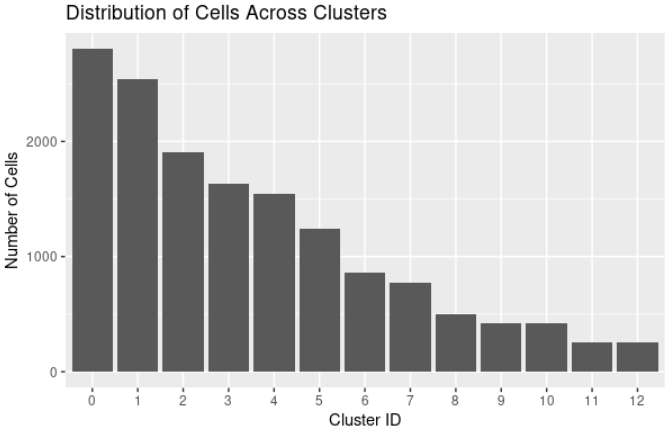 Distribution of Cells Across Clusters
Number of Cells
2000
1000
0
0 1 2 3 4 5 6 7 8 9 10 11 12
Cluster ID